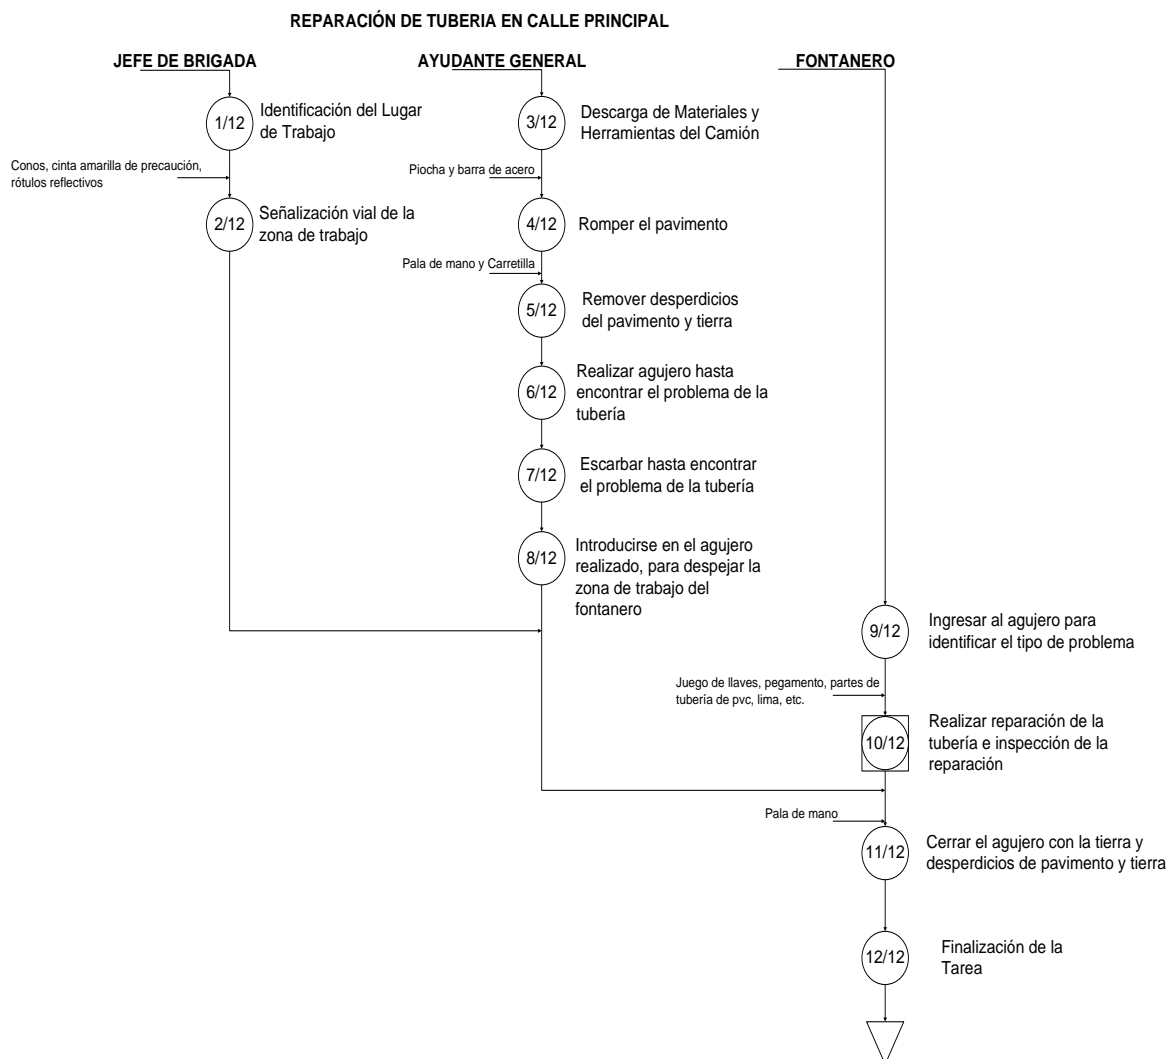 REPARACIÓN DE TUBERIA EN CALLE PRINCIPAL
JEFE DE BRIGADA
AYUDANTE GENERAL
FONTANERO
1/12
Identificación del Lugar
de Trabajo
Conos, cinta amarilla de precaución,
rótulos reflectivos
2/12
Señalización vial de la
zona de trabajo
3/12
Descarga de Materiales y
Herramientas del Camión
Piocha y barra de acero
4/12
Romper el pavimento
Pala de mano y Carretilla
5/12
Remover desperdicios
del pavimento y tierra
6/12
Realizar agujero hasta
encontrar el problema de la
tubería
7/12
Escarbar hasta encontrar
el problema de la tubería
8/12
Introducirse en el agujero
realizado, para despejar la
zona de trabajo del
fontanero
9/12
Ingresar al agujero para
identificar el tipo de problema
Juego de llaves, pegamento, partes de
tubería de pvc, lima, etc.
10/12
Realizar reparación de la
tubería e inspección de la
reparación
Pala de mano
11/12
Cerrar el agujero con la tierra y
desperdicios de pavimento y tierra
12/12
Finalización de la
Tarea